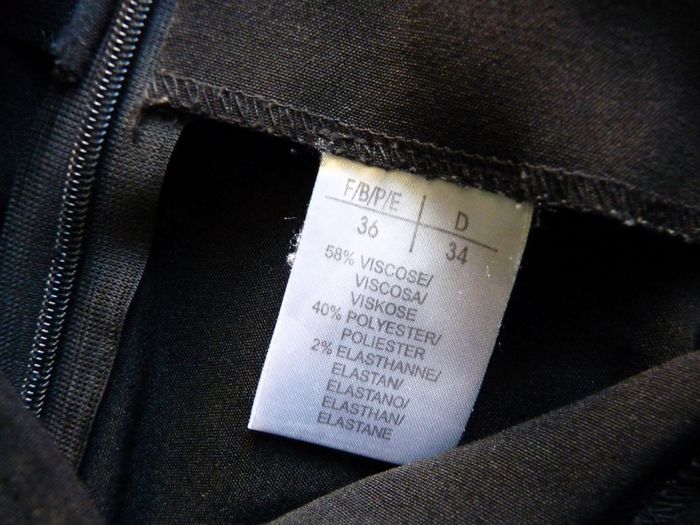 F/B/P/E D
36 34
58% VISCOSE/
VISCOSA/
VISKOSE
40% POLYESTER/
POLIESTER
2% ELASTHANNE/
ELASTAN/
ELASTANO/
ELASTHAN/
ELASTANE